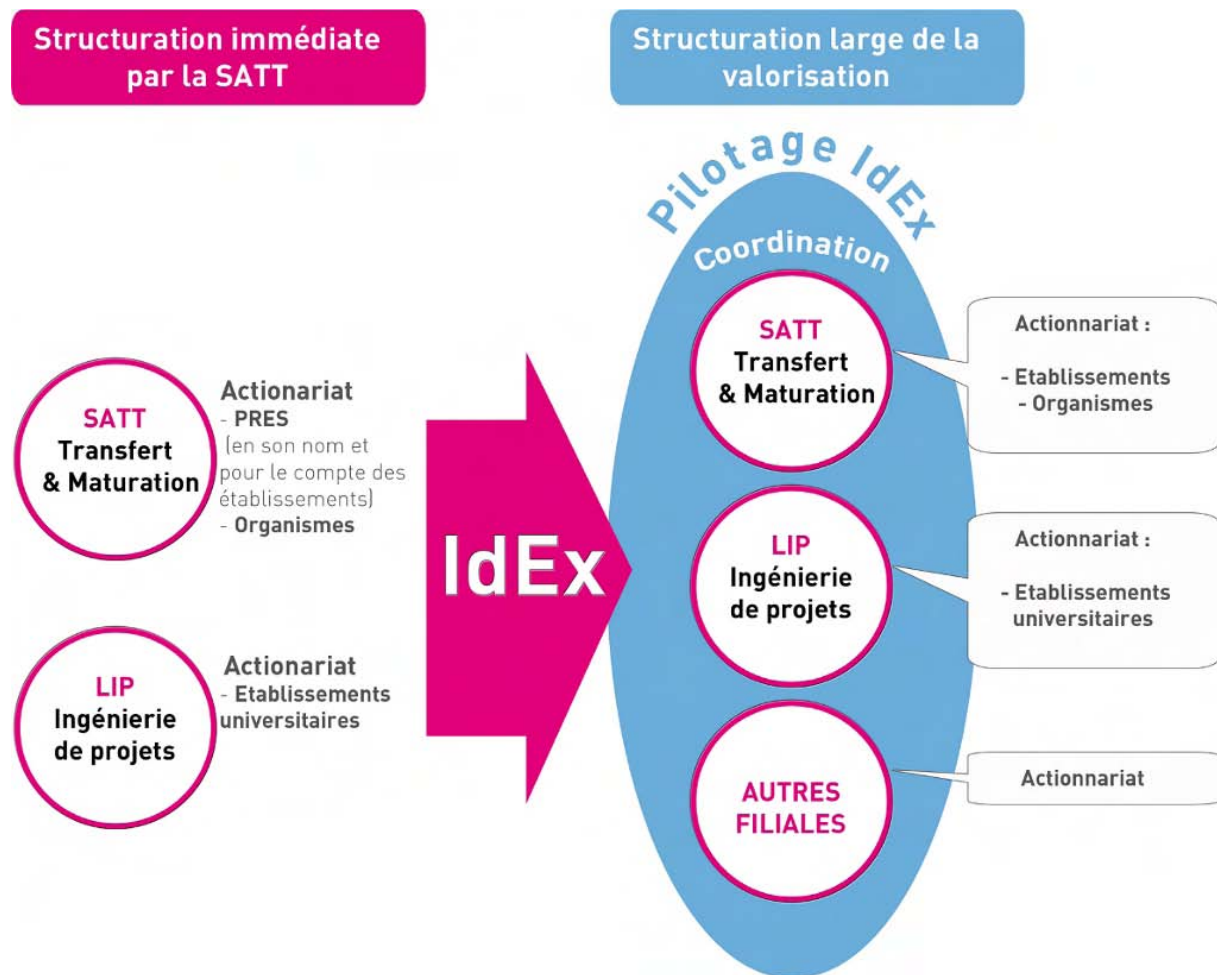 Structuration immédiate
par la SATT
Structuration large de la
valorisation
SATT
Transfert
& Maturation
Actionariat
- PRES
(en son nom et
pour le compte des
établissements)
- Organismes
LIP
Ingénierie
de projets
Actionariat
- Etablissements
universitaires
IdEx
Pilotage IdEx
Coordination
SATT
Transfert
& Maturation
Actionnariat :
- Etablissements
- Organismes
LIP
Ingénierie
de projets
Actionnariat :
- Etablissements
universitaires
AUTRES
FILIALES
Actionnariat